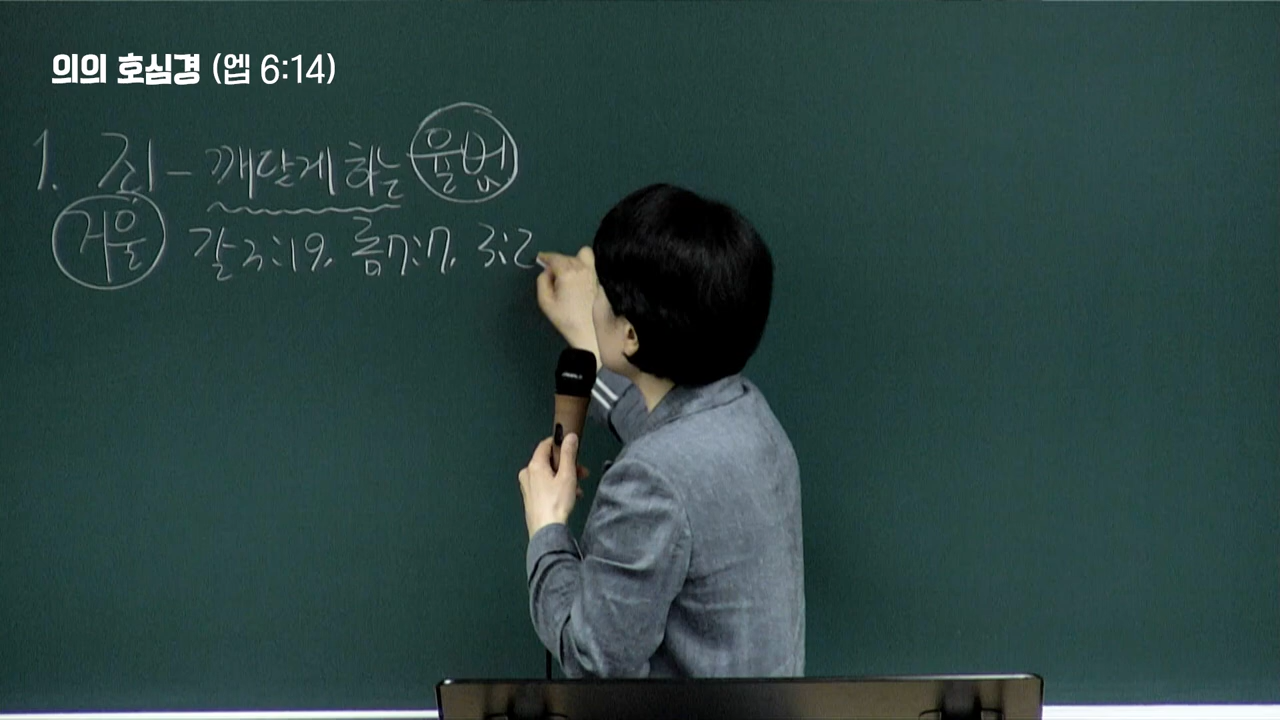 의의 호심경 (엡 6:14)
1. 죄 - 깨닫게 하는 율법
거울 갈 3:19, 롬 7:7, 3:2